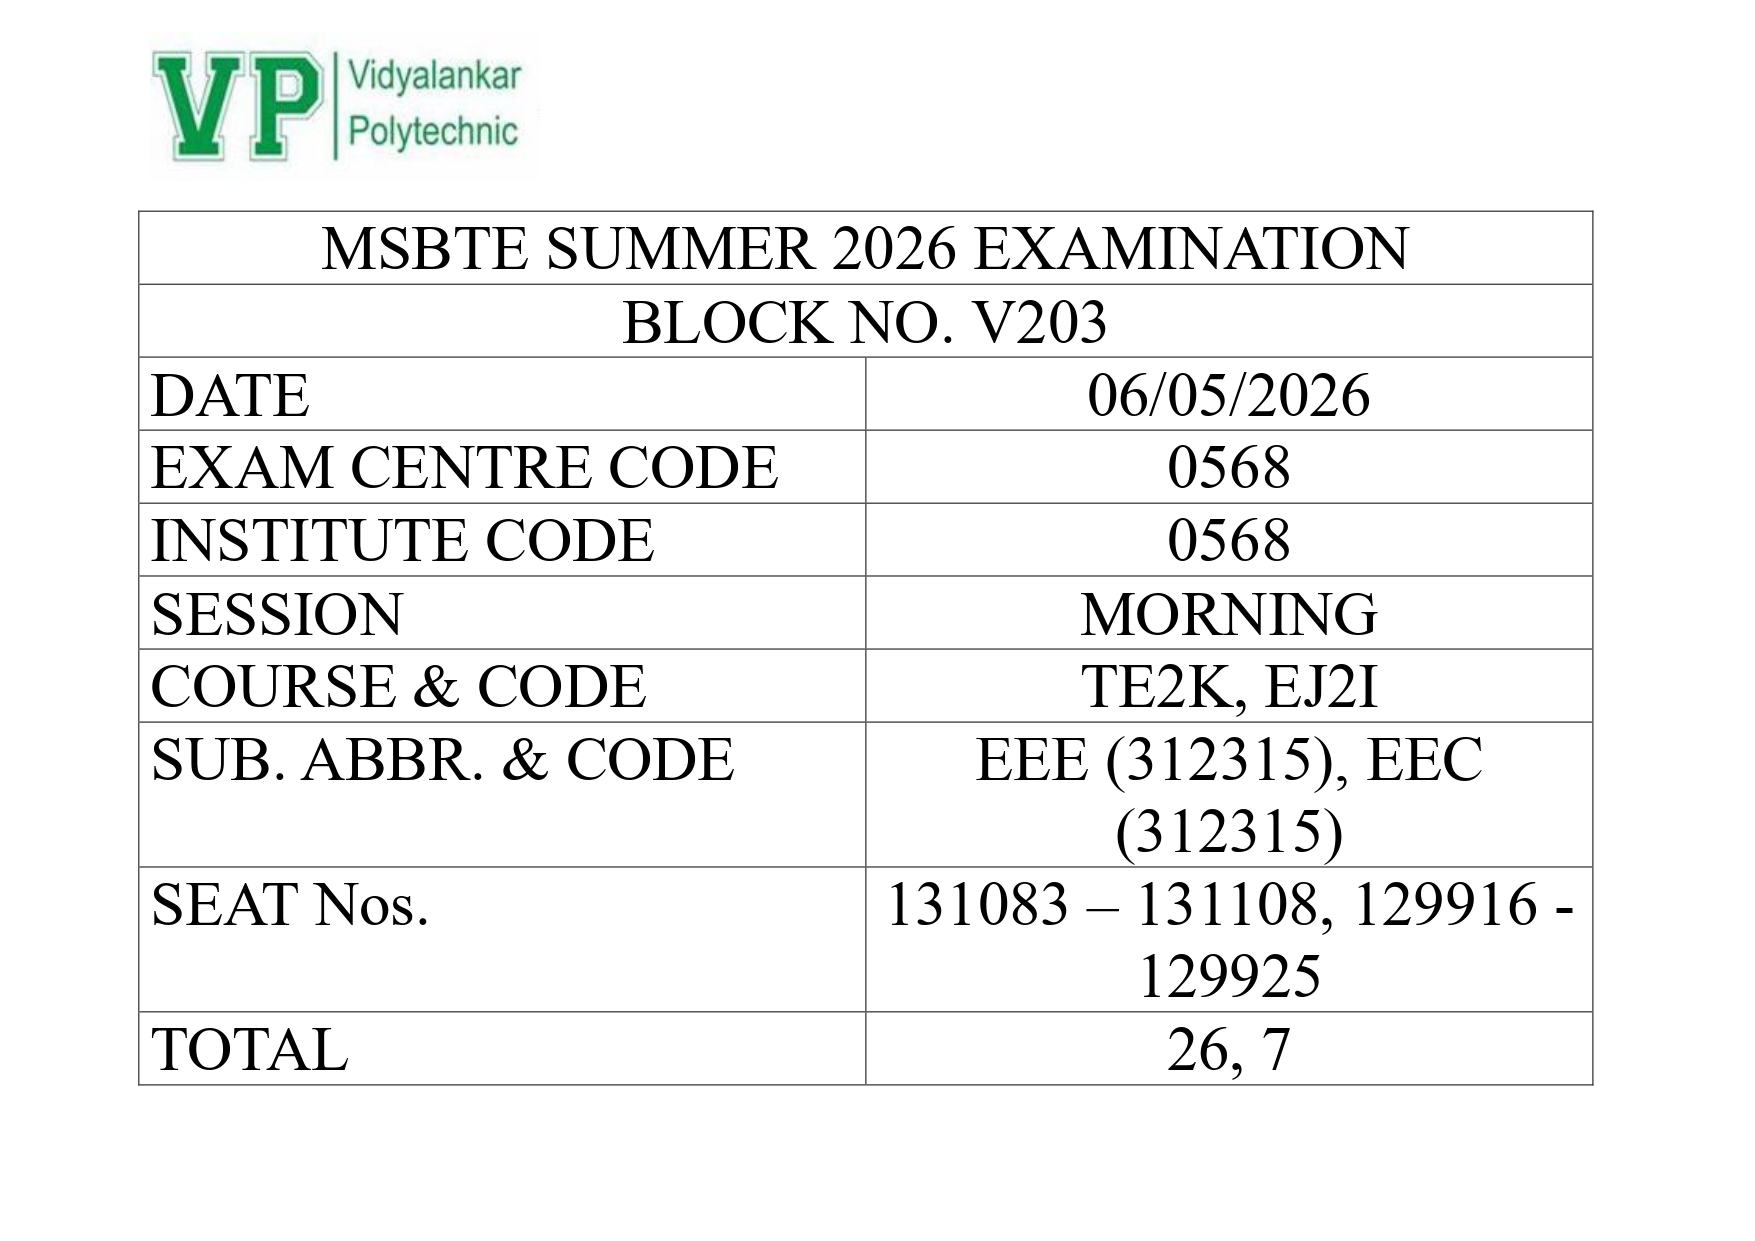 VP Vidyalankar
Polytechnic
MSBTE SUMMER 2026 EXAMINATION
BLOCK NO. V203
DATE 06/05/2026
EXAM CENTRE CODE 0568
INSTITUTE CODE 0568
SESSION MORNING
COURSE & CODE TE2K, EJ2I
SUB. ABBR. & CODE EEE (312315), EEC
(312315)
SEAT Nos. 131083 – 131108, 129916 -
129925
TOTAL 26, 7